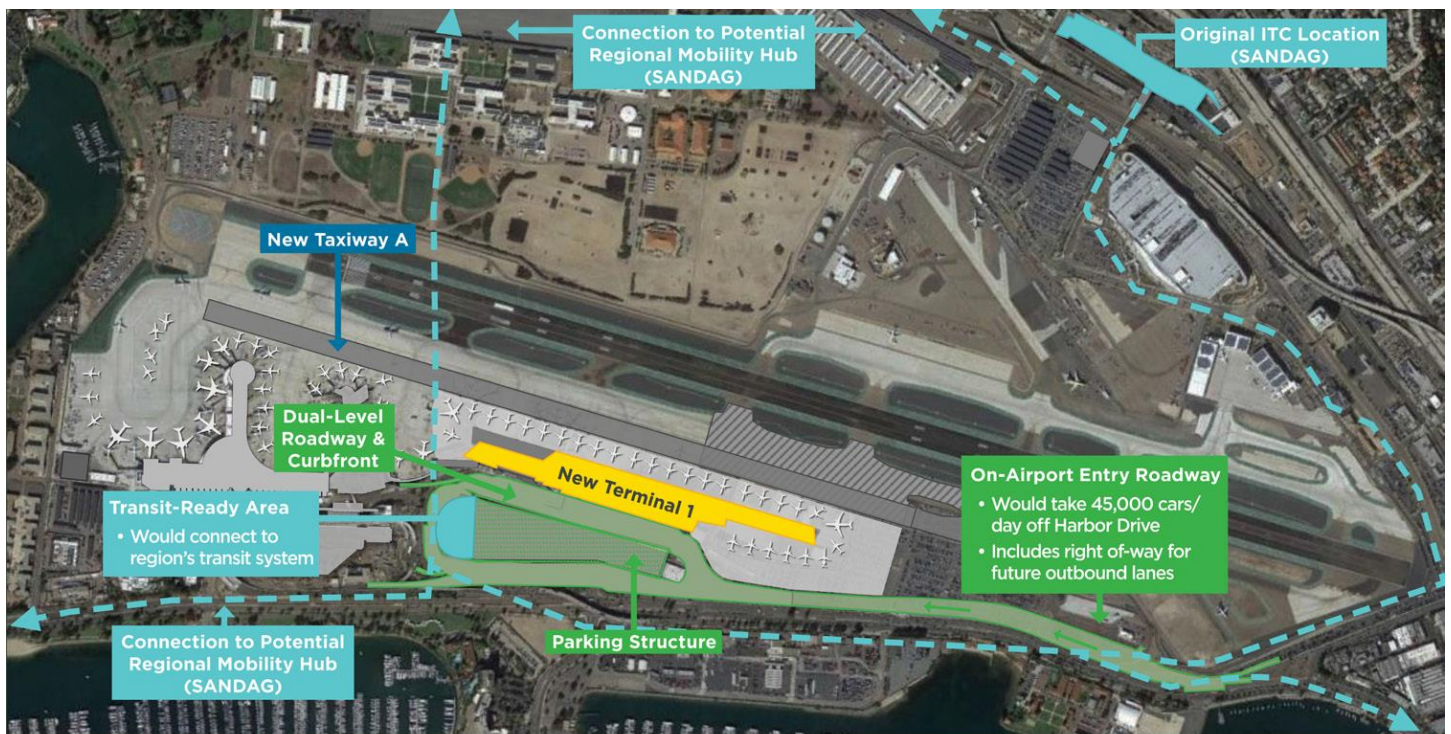 Connection to Potential
Regional Mobility Hub
(SANDAG)
Original ITC Location
(SANDAG)
New Taxiway A
Dual-Level
Roadway &
Curbfront
New Terminal 1
On-Airport Entry Roadway
• Would take 45,000 cars/
day off Harbor Drive
• Includes right of-way for
future outbound lanes
Transit-Ready Area
• Would connect to
region's transit system
Parking Structure
Connection to Potential
Regional Mobility Hub
(SANDAG)